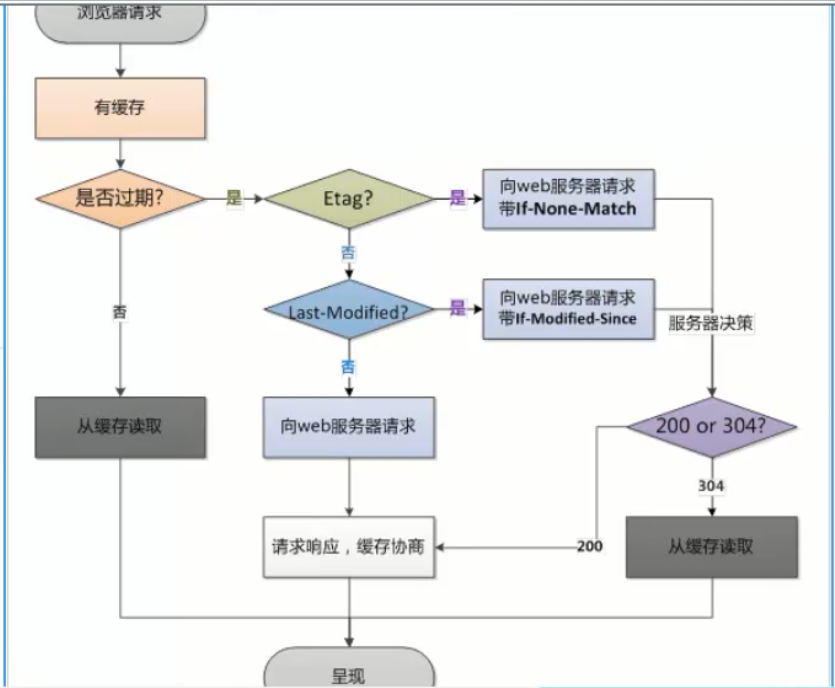 浏览器请求
有缓存
是否过期?
是
Etag?
是
向web服务器请求
带If-None-Match
否
否
Last-Modified?
是
向web服务器请求
带If-Modified-Since
服务器决策
否
从缓存读取
向web服务器请求
200 or 304?
304
请求响应，缓存协商
200
从缓存读取
呈现